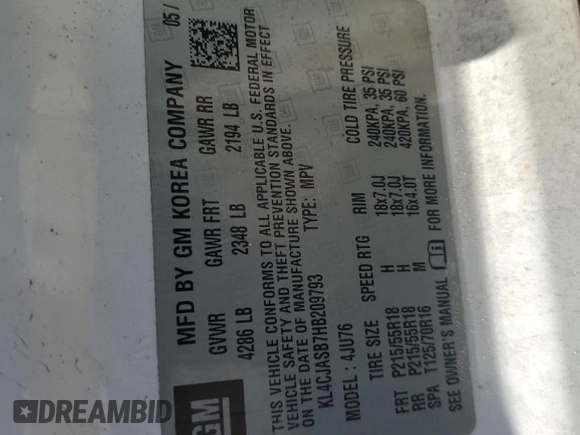 GM
MFD BY GM KOREA COMPANY 05/
GVWR GAWR FRT GAWR RR
4286 LB 2348 LB 2194 LB
THIS VEHICLE CONFORMS TO ALL APPLICABLE U.S. FEDERAL MOTOR
VEHICLE SAFETY AND THEFT PREVENTION STANDARDS IN EFFECT
ON THE DATE OF MANUFACTURE SHOWN ABOVE.
KL4CJASB7HB209793 TYPE: MPV
MODEL: 4JU76
TIRE SIZE SPEED RTG RIM COLD TIRE PRESSURE
FRT P215/55R18 H 18x7.0J 240KPA, 35 PSI
RR P215/55R18 H 18x7.0J 240KPA, 35 PSI
SPA T125/70R16 M 16x4.0T 420KPA, 60 PSI
SEE OWNER'S MANUAL FOR MORE INFORMATION.
DREAMBID